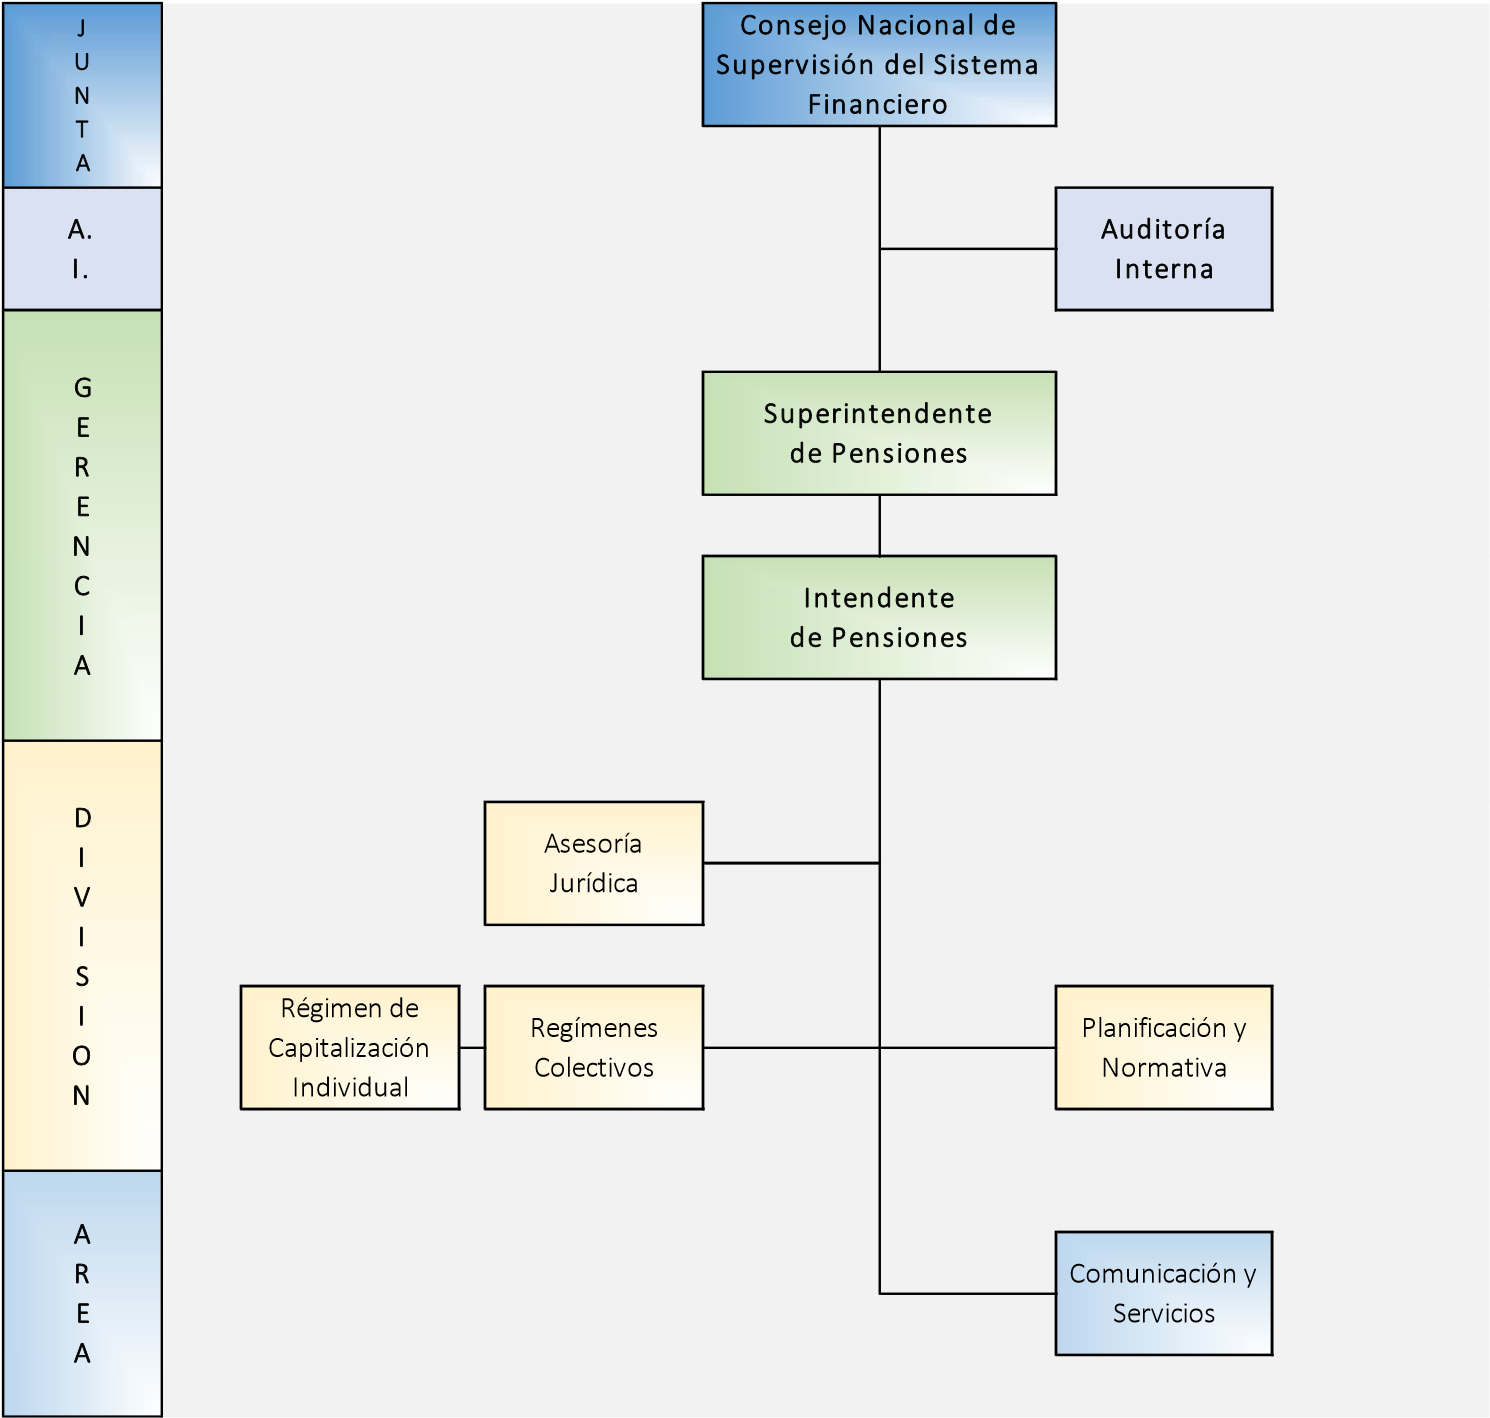 J
U
N
T
A
Consejo Nacional de
Supervisión del Sistema
Financiero
A.
I.
Auditoría
Interna
G
E
R
E
N
C
I
A
Superintendente
de Pensiones
Intendente
de Pensiones
D
I
V
I
S
I
O
N
Asesoría
Jurídica
Régimen de
Capitalización
Individual
Regímenes
Colectivos
Planificación y
Normativa
A
R
E
A
Comunicación y
Servicios